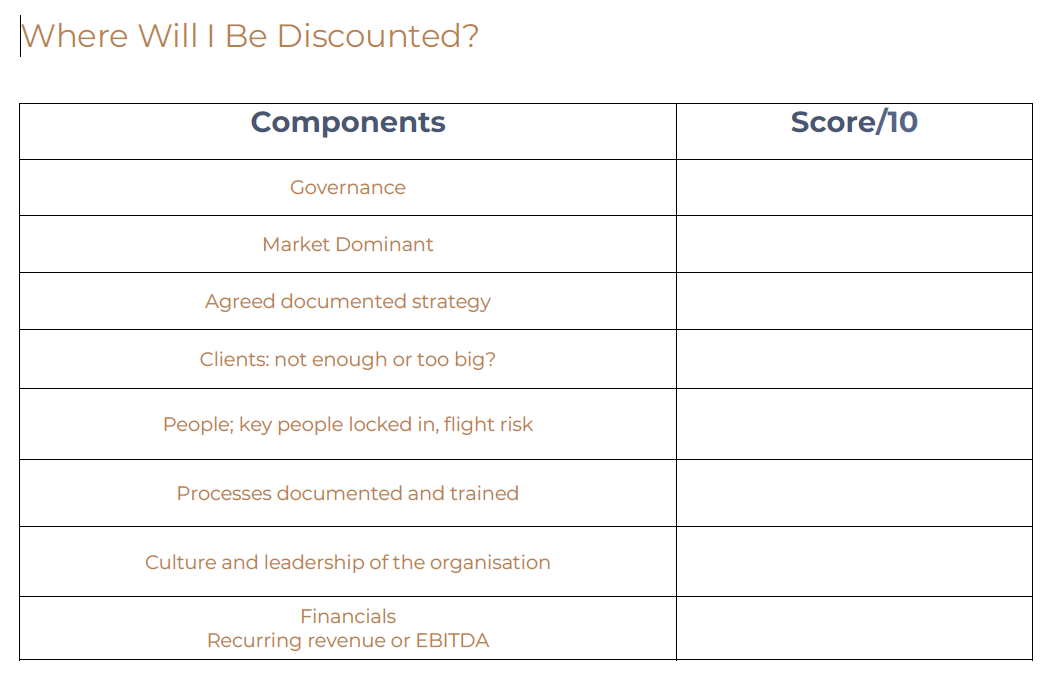 Where Will I Be Discounted?
Components
Score/10
Governance
Market Dominant
Agreed documented strategy
Clients: not enough or too big?
People; key people locked in, flight risk
Processes documented and trained
Culture and leadership of the organisation
Financials
Recurring revenue or EBITDA